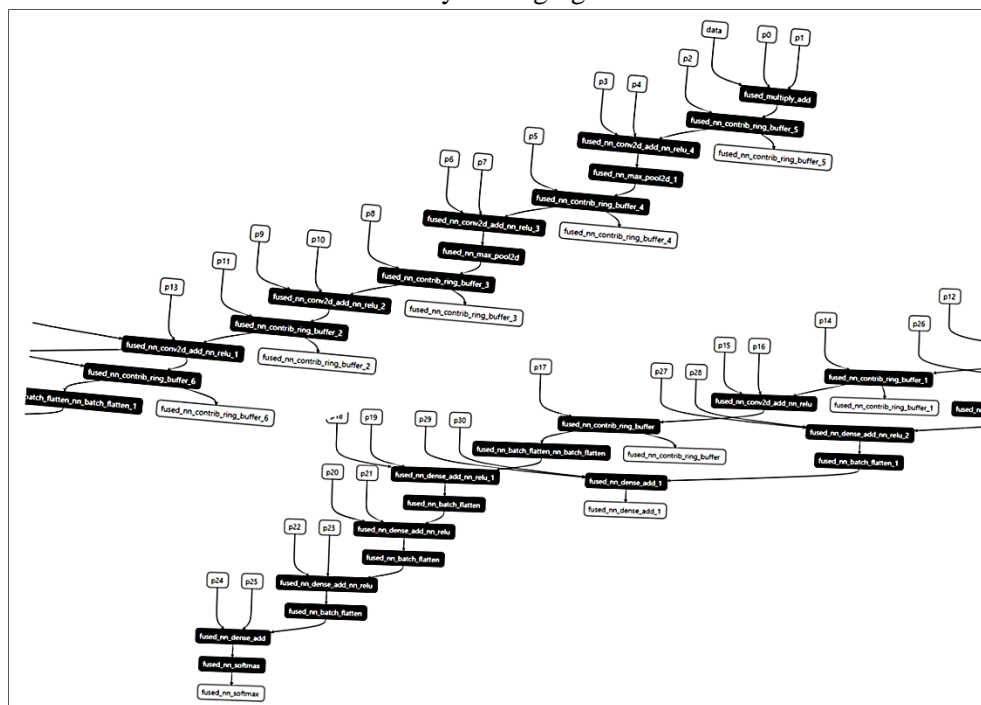 data
p0
p1
p2
fused_multiply_add
p3
p4
fused_nn_contrib_ring_buffer_5
p5
fused_nn_conv2d_add_nn_relu_4
fused_nn_contrib_ring_buffer_5
p6
p7
fused_nn_max_pool2d_1
fused_nn_contrib_ring_buffer_4
p8
fused_nn_conv2d_add_nn_relu_3
fused_nn_contrib_ring_buffer_4
p9
p10
fused_nn_max_pool2d
p11
fused_nn_contrib_ring_buffer_3
p13
fused_nn_conv2d_add_nn_relu_2
fused_nn_contrib_ring_buffer_3
p12
fused_nn_contrib_ring_buffer_2
p14
p26
fused_nn_conv2d_add_nn_relu_1
fused_nn_contrib_ring_buffer_2
p15
p16
p17
p27
p28
fused_nn_contrib_ring_buffer_6
fused_nn_contrib_ring_buffer_1
batch_flatten_nn_batch_flatten_1
fused_nn_contrib_ring_buffer_6
fused_nn_conv2d_add_nn_relu
fused_nn_contrib_ring_buffer_1
p19
p29
p30
fused_nn_contrib_ring_buffer
fused_nn_dense_add_nn_relu_2
fused_nn_batch_flatten_nn_batch_flatten
fused_nn_contrib_ring_buffer
fused_nn_batch_flatten_1
p20
p21
fused_nn_dense_add_nn_relu_1
fused_nn_dense_add_1
fused_nn_batch_flatten
fused_nn_dense_add_1
p22
p23
fused_nn_dense_add_nn_relu
fused_nn_batch_flatten
p24
p25
fused_nn_dense_add_nn_relu
fused_nn_batch_flatten
fused_nn_dense_add
fused_nn_softmax
fused_nn_softmax